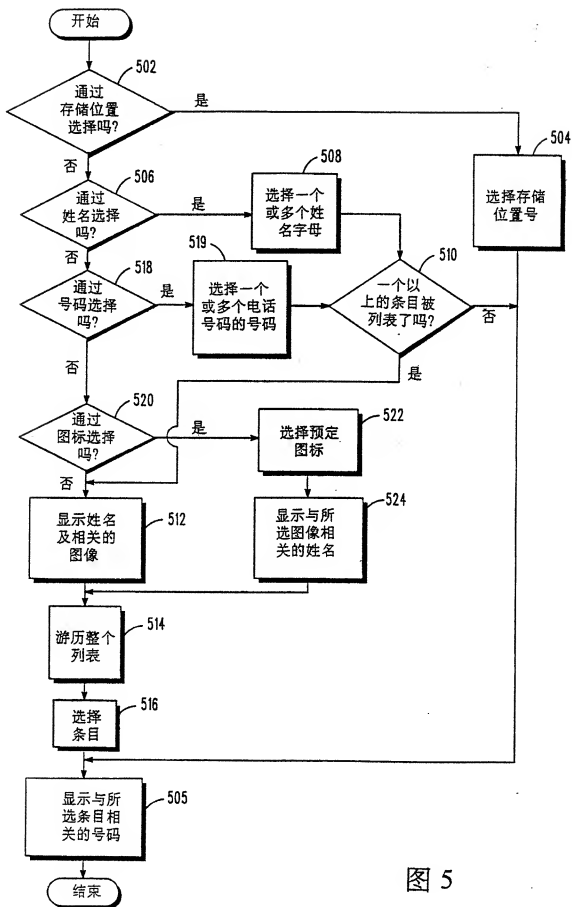 开始
502
通过
存储位置
选择吗?
是
否
504
选择存储
位置号
506
通过
姓名选择
吗?
是
否
508
选择一个
或多个姓
名字母
518
通过
号码选择
吗?
是
否
519
选择一个
或多个电话
号码的号码
510
一个以
上的条目被
列表了吗?
否
是
520
通过
图标选择
吗?
是
否
522
选择预定
图标
512
显示姓名
及相关的
图像
524
显示与所
选图像相
关的姓名
514
游历整个
列表
516
选择
条目
505
显示与所
选条目相
关的号码
结束
图 5